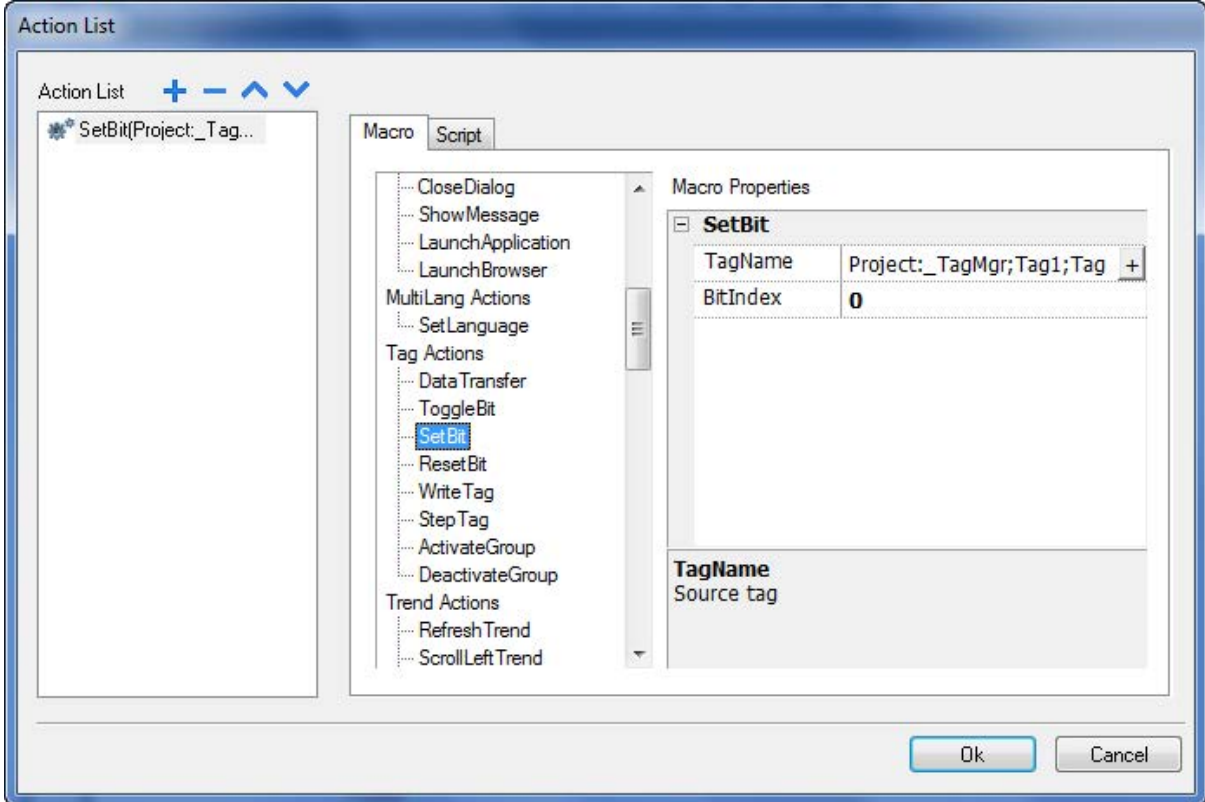 Action List
Action List
SetBit(Project:_Tag...
Macro
Script
CloseDialog
ShowMessage
LaunchApplication
LaunchBrowser
MultiLang Actions
SetLanguage
Tag Actions
DataTransfer
ToggleBit
SetBit
ResetBit
WriteTag
StepTag
ActivateGroup
DeactivateGroup
Trend Actions
RefreshTrend
ScrollLeftTrend
Macro Properties
SetBit
TagName Project:_TagMgr;Tag1;Tag +
BitIndex 0
TagName
Source tag
Ok
Cancel